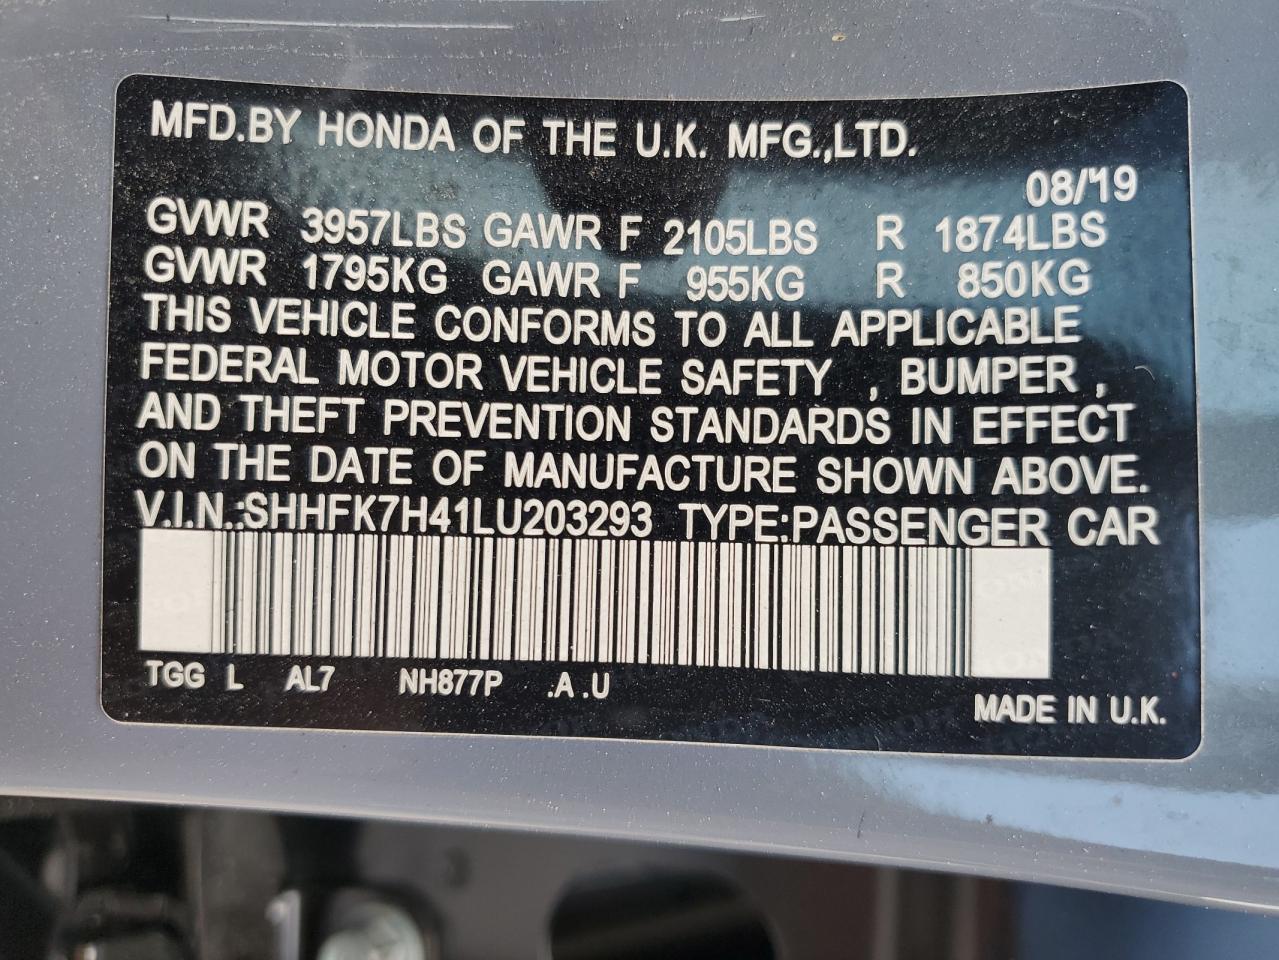 MFD.BY HONDA OF THE U.K. MFG.,LTD.
08/'19
GVWR 3957LBS GAWR F 2105LBS R 1874LBS
GVWR 1795KG GAWR F 955KG R 850KG
THIS VEHICLE CONFORMS TO ALL APPLICABLE
FEDERAL MOTOR VEHICLE SAFETY , BUMPER ,
AND THEFT PREVENTION STANDARDS IN EFFECT
ON THE DATE OF MANUFACTURE SHOWN ABOVE.
V.I.N.:SHHFK7H41LU203293 TYPE:PASSENGER CAR
TGG L AL7 NH877P .A .U
MADE IN U.K.